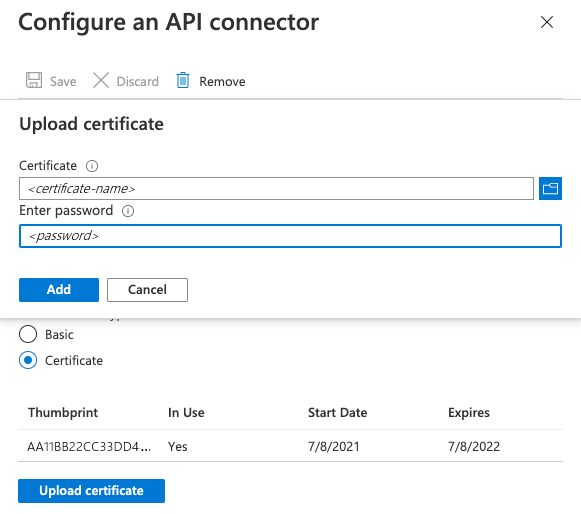 Configure an API connector
Save Discard Remove
Upload certificate
Certificate
<certificate-name>
Enter password
<password>
Add Cancel
Basic
Certificate
Thumbprint In Use Start Date Expires
AA11BB22CC33DD4... Yes 7/8/2021 7/8/2022
Upload certificate